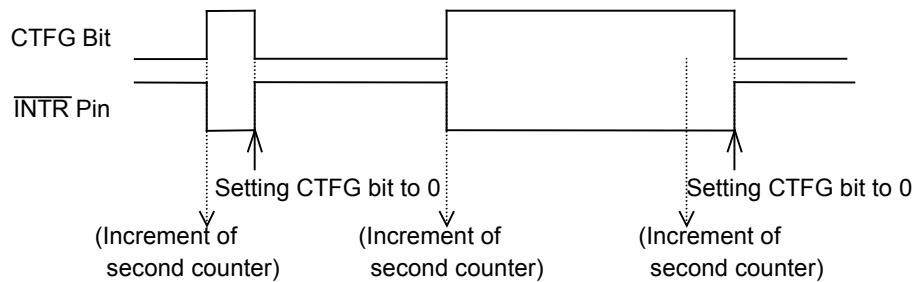 CTFG Bit
INTR Pin
Setting CTFG bit to 0
Setting CTFG bit to 0
(Increment of
second counter)
(Increment of
second counter)
(Increment of
second counter)